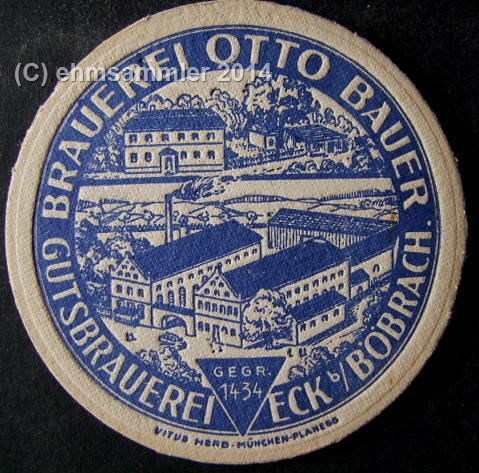 (C) ehmsammler 2014
BRAUEREI OTTO BAUER
GUTSBRAUEREI ECK b/BÖBRACH.
GEGR.
1434
VITUS HERB·MÜNCHEN-PLANEGG